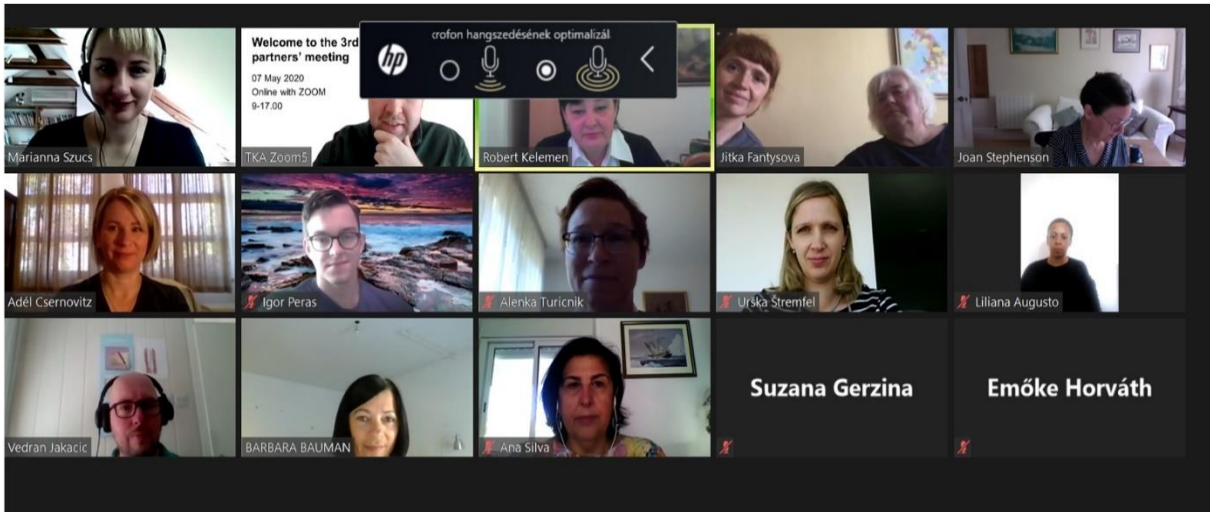 Welcome to the 3rd
partners' meeting
07 May 2020
Online with ZOOM
9-17.00
hp
crofon hangszedésének optimalizál
Marianna Szucs
TKA Zoom5
Robert Kelemen
Jitka Fantysova
Joan Stephenson
Adél Csernovitz
Igor Peras
Alenka Turicnik
Urška Štremfel
Liliana Augusto
Vedran Jakacic
BARBARA BAUMAN
Ana Silva
Suzana Gerzina
Emőke Horváth